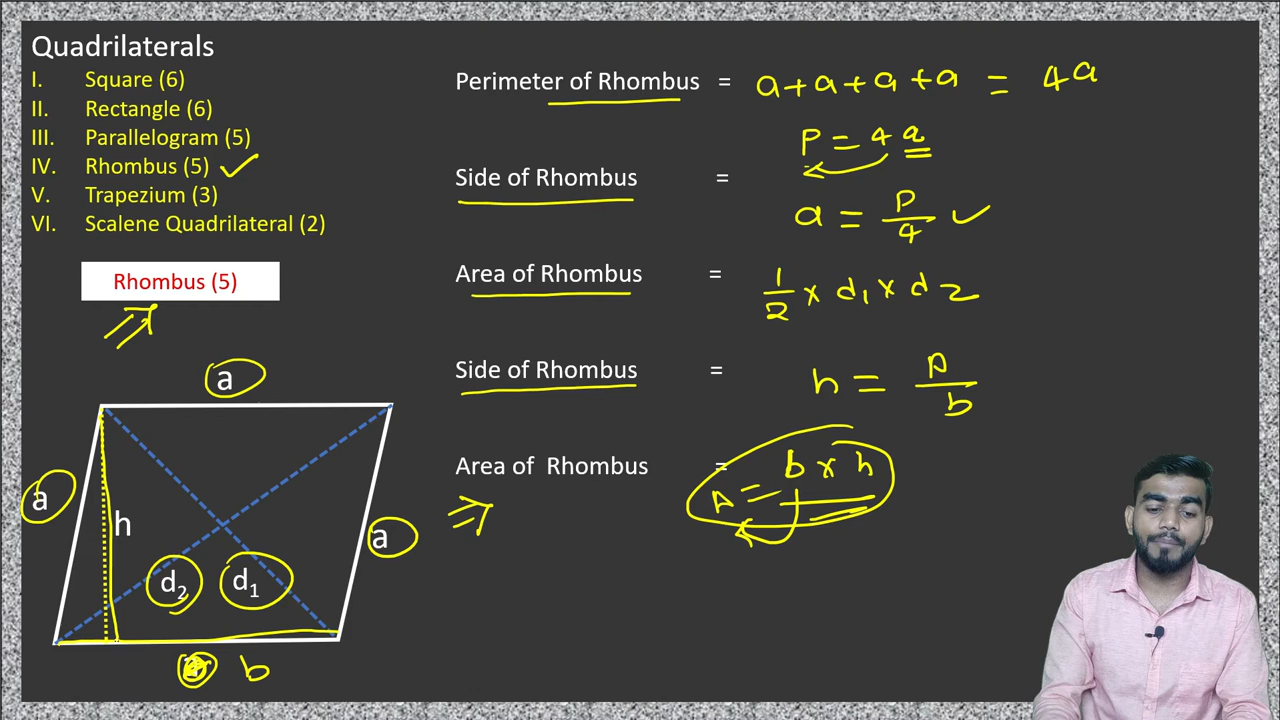 Quadrilaterals
I. Square (6)
II. Rectangle (6)
III. Parallelogram (5)
IV. Rhombus (5)
V. Trapezium (3)
VI. Scalene Quadrilateral (2)
Rhombus (5)
a
a
h
a
d₂
d₁
b
Perimeter of Rhombus = a + a + a + a = 4a
P = 4a
Side of Rhombus =
a = P/4
Area of Rhombus = 1/2 × d₁ × d2
Side of Rhombus = h = A/b
Area of Rhombus =
A = b × h